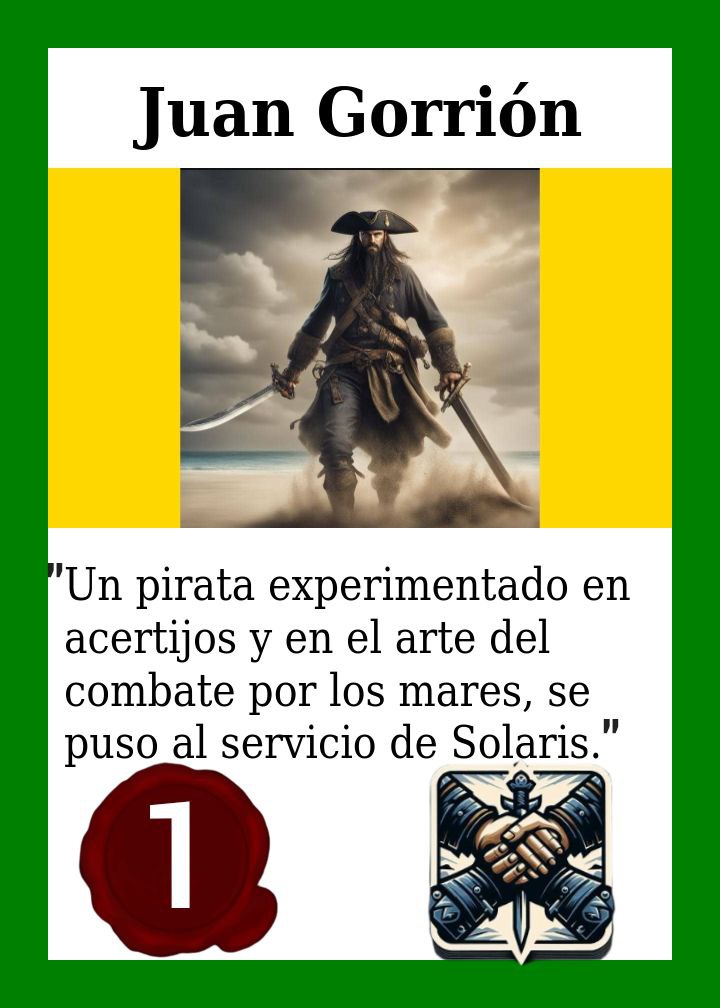 Juan Gorrión
"Un pirata experimentado en
acertijos y en el arte del
combate por los mares, se
puso al servicio de Solaris."
1